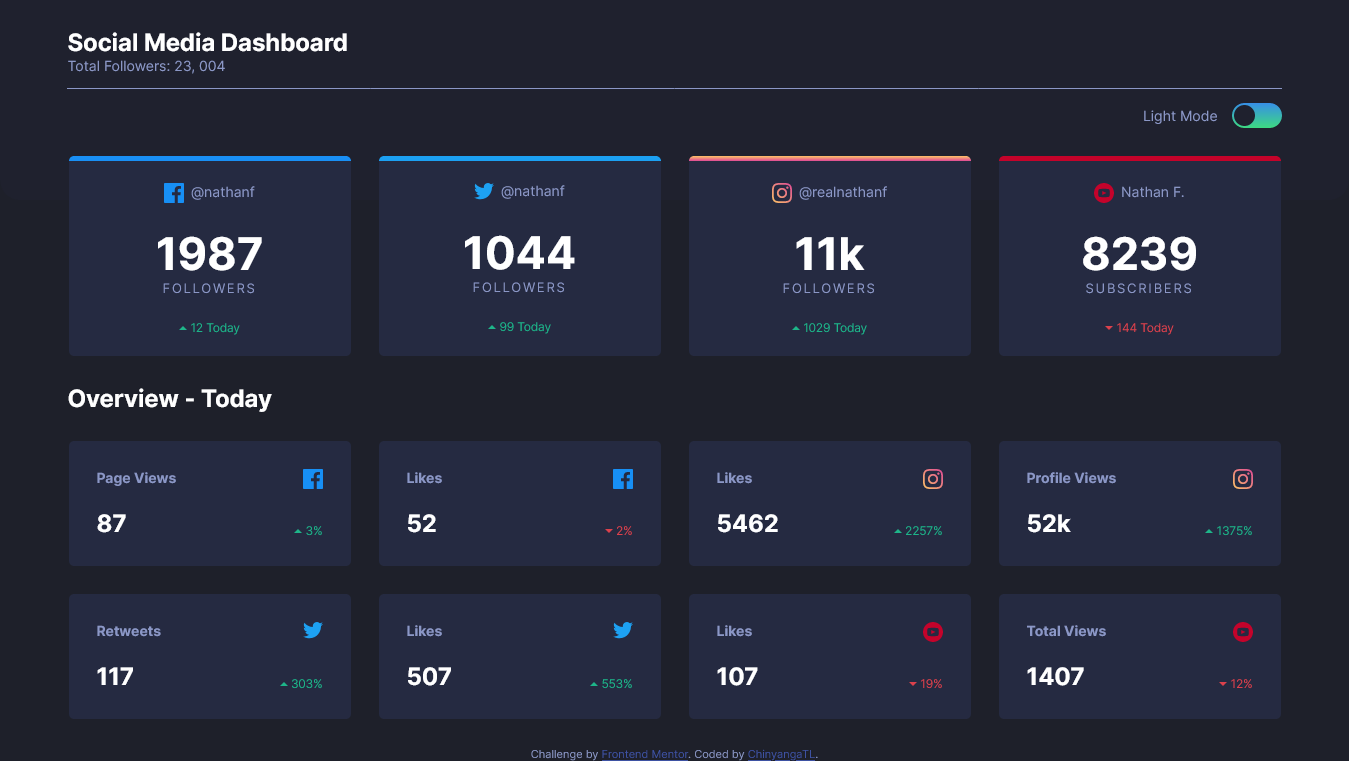 Social Media Dashboard
Total Followers: 23, 004
Light Mode
@nathanf
1987
FOLLOWERS
12 Today
@nathanf
1044
FOLLOWERS
99 Today
@realnathanf
11k
FOLLOWERS
1029 Today
Nathan F.
8239
SUBSCRIBERS
144 Today
Overview - Today
Page Views
87
3%
Likes
52
2%
Likes
5462
2257%
Profile Views
52k
1375%
Retweets
117
303%
Likes
507
553%
Likes
107
19%
Total Views
1407
12%
Challenge by Frontend Mentor. Coded by ChinyangaTL.